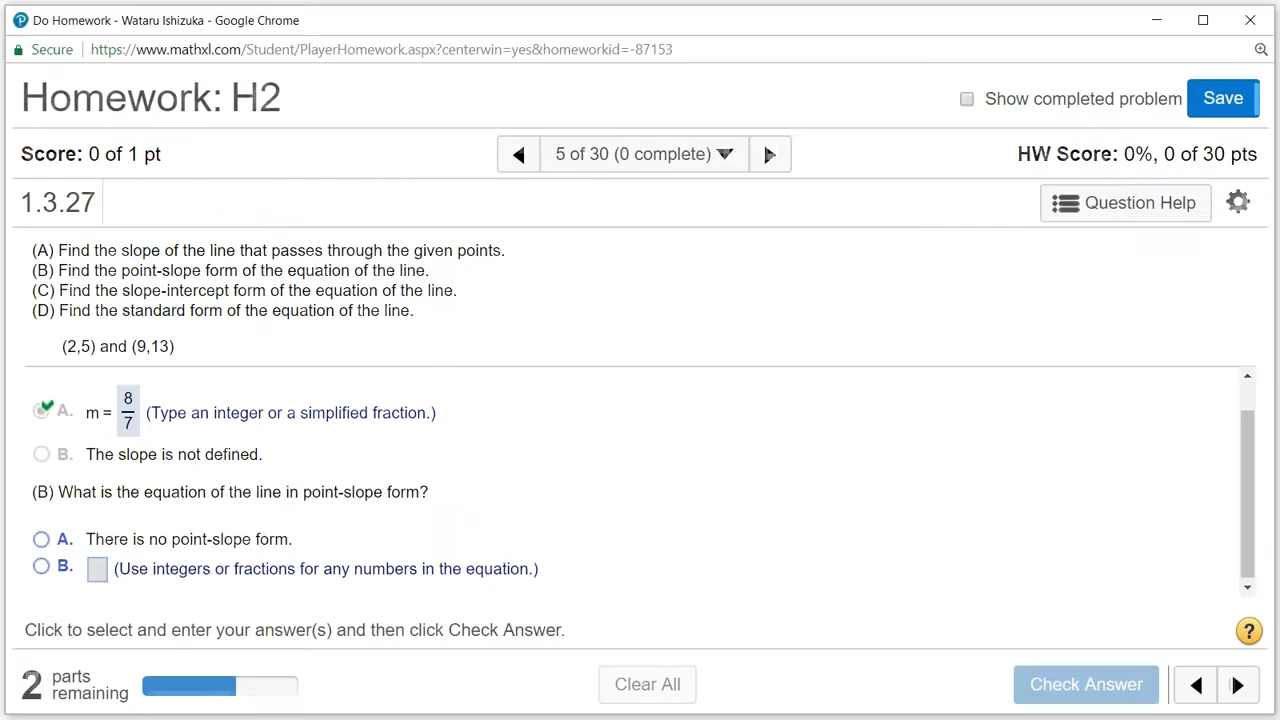 Do Homework - Wataru Ishizuka - Google Chrome
Secure | https://www.mathxl.com/Student/PlayerHomework.aspx?centerwin=yes&homeworkid=-87153
Homework: H2
Show completed problem
Save
Score: 0 of 1 pt
5 of 30 (0 complete)
HW Score: 0%, 0 of 30 pts
1.3.27
Question Help
(A) Find the slope of the line that passes through the given points.
(B) Find the point-slope form of the equation of the line.
(C) Find the slope-intercept form of the equation of the line.
(D) Find the standard form of the equation of the line.
(2,5) and (9,13)
A. m = 8/7 (Type an integer or a simplified fraction.)
B. The slope is not defined.
(B) What is the equation of the line in point-slope form?
A. There is no point-slope form.
B. (Use integers or fractions for any numbers in the equation.)
Click to select and enter your answer(s) and then click Check Answer.
?
2 parts remaining
Clear All
Check Answer